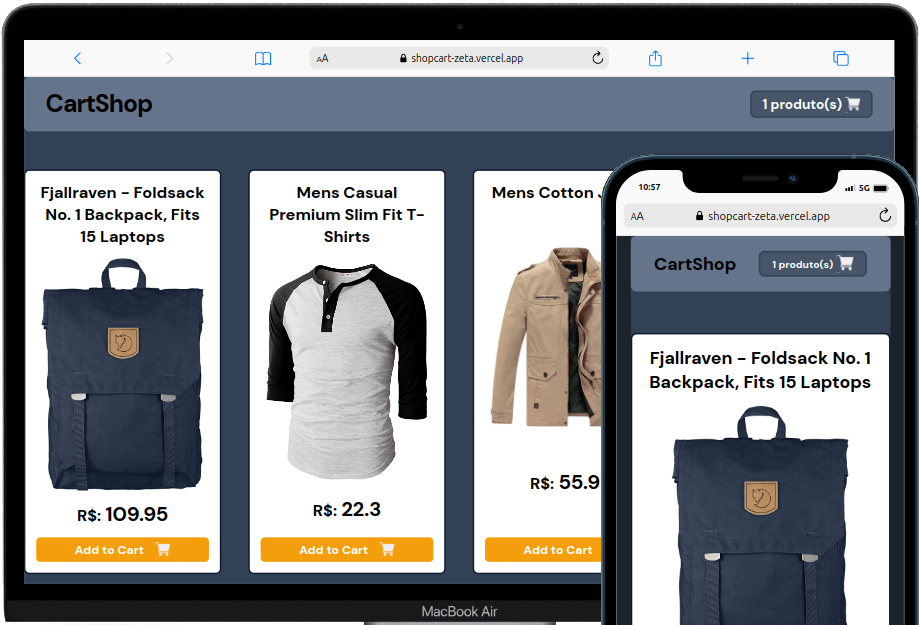 AA shopcart-zeta.vercel.app
CartShop
1 produto(s)
Fjallraven - Foldsack
No. 1 Backpack, Fits
15 Laptops
R$: 109.95
Add to Cart
Mens Casual
Premium Slim Fit T-
Shirts
R$: 22.3
Add to Cart
Mens Cotton
R$: 55.9
Add to Cart
MacBook Air
10:57
5G
AA shopcart-zeta.vercel.app
CartShop
1 produto(s)
Fjallraven - Foldsack No. 1
Backpack, Fits 15 Laptops